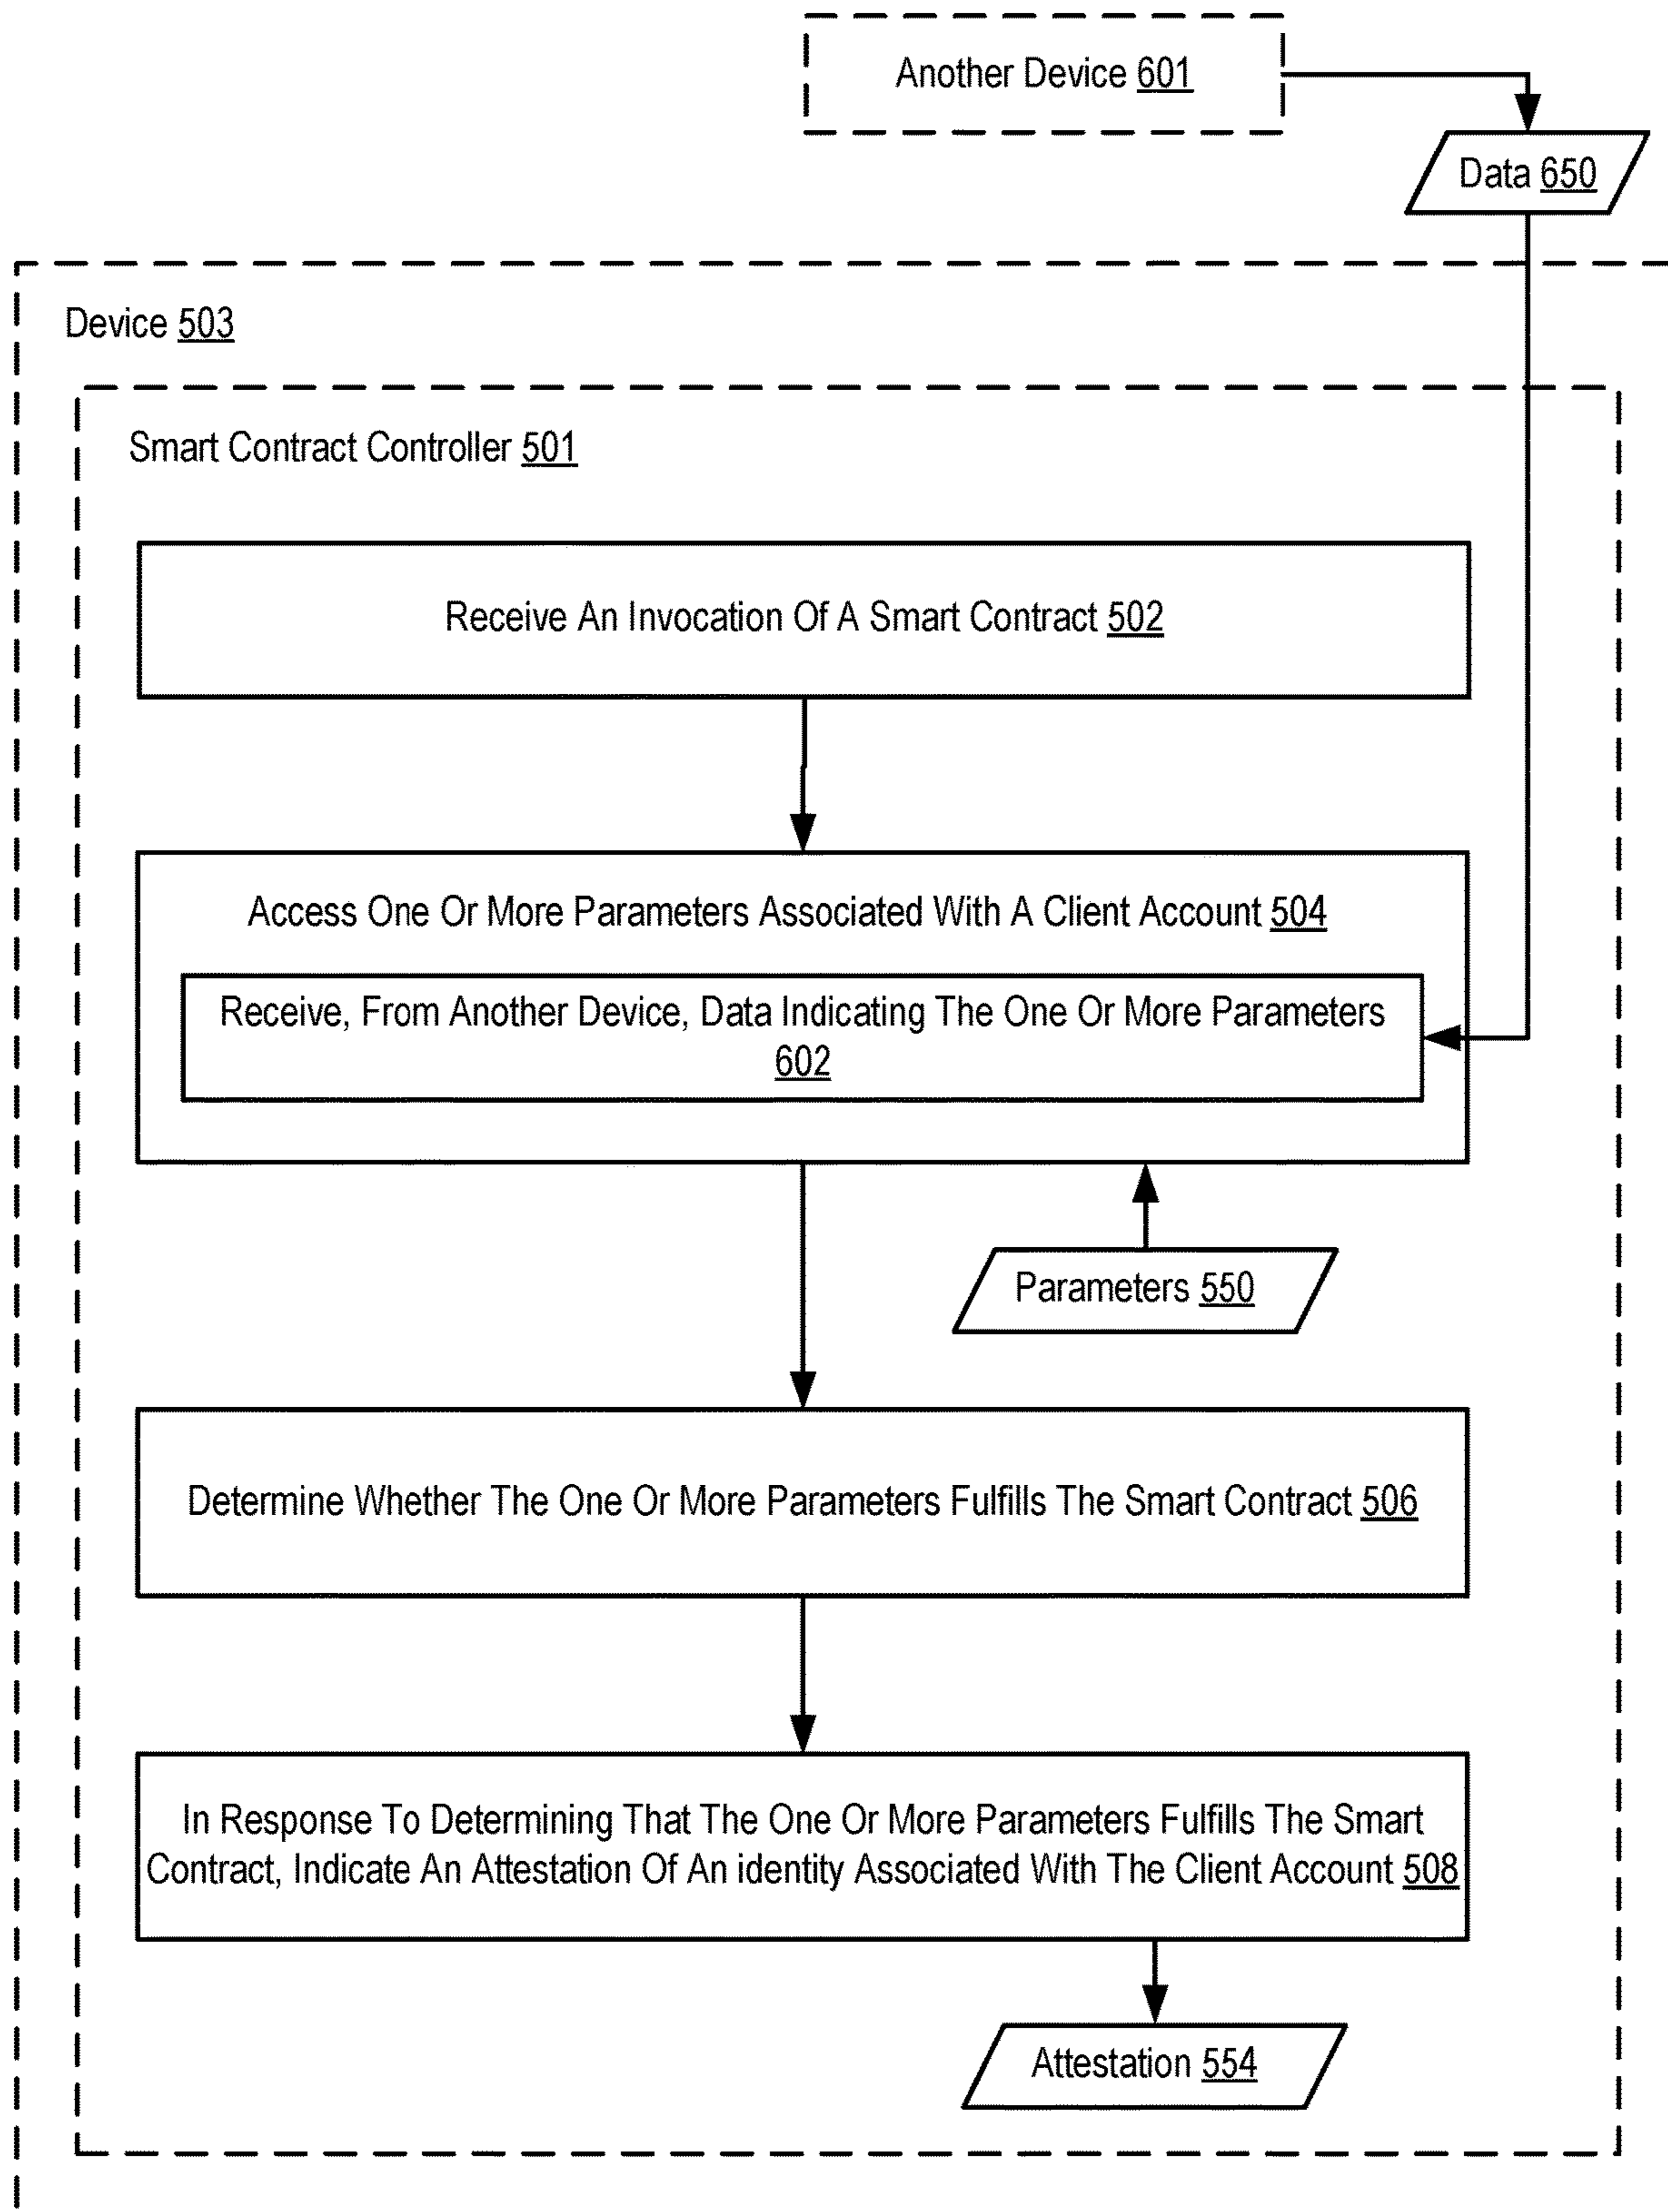 Another Device 601
Data 650
Device 503
Smart Contract Controller 501
Receive An Invocation Of A Smart Contract 502
Access One Or More Parameters Associated With A Client Account 504
Receive, From Another Device, Data Indicating The One Or More Parameters
602
Parameters 550
Determine Whether The One Or More Parameters Fulfills The Smart Contract 506
In Response To Determining That The One Or More Parameters Fulfills The Smart
Contract, Indicate An Attestation Of An identity Associated With The Client Account 508
Attestation 554